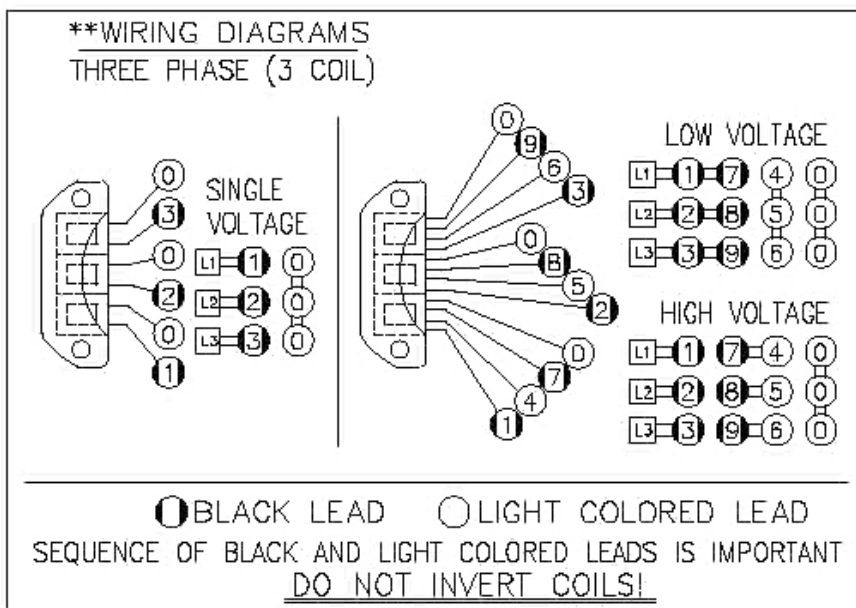 **WIRING DIAGRAMS
THREE PHASE (3 COIL)
0
3
0
2
0
1
SINGLE
VOLTAGE
L1 1 0
L2 2 0
L3 3 0
0
9
6
3
0
8
5
2
0
7
4
1
LOW VOLTAGE
L1 1 7 4 0
L2 2 8 5 0
L3 3 9 6 0
HIGH VOLTAGE
L1 1 7 4 0
L2 2 8 5 0
L3 3 9 6 0
BLACK LEAD LIGHT COLORED LEAD
SEQUENCE OF BLACK AND LIGHT COLORED LEADS IS IMPORTANT
DO NOT INVERT COILS!